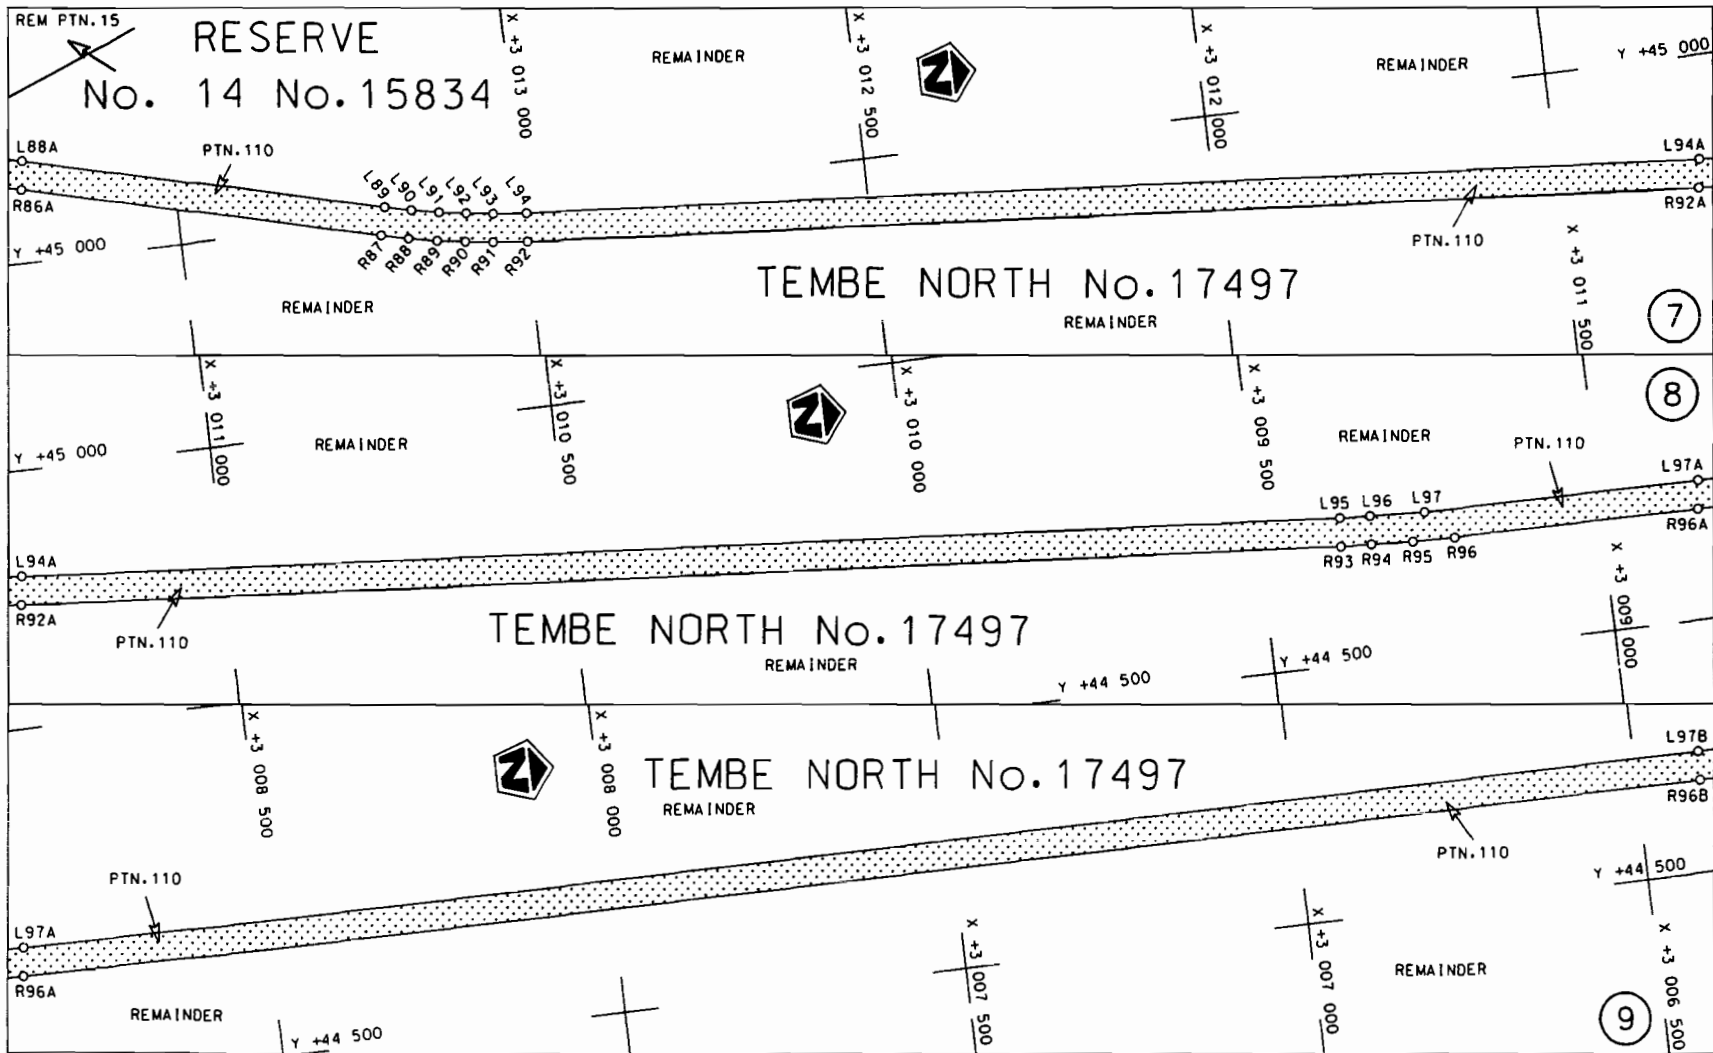 REM PTN.15
RESERVE
No. 14 No.15834
X +3 013 000
REMAINDER
X +3 012 500
X +3 012 000
REMAINDER
Y +45 000
L88A
PTN.110
L89
L90
L91
L92
L93
L94
L94A
R86A
Y +45 000
R87
R88
R89
R90
R91
R92
R92A
PTN.110
X +3 011 500
REMAINDER
TEMBE NORTH No.17497
REMAINDER
7
X +3 011 000
X +3 010 500
X +3 010 000
X +3 009 500
8
Y +45 000
REMAINDER
REMAINDER
PTN.110
L95
L96
L97
L97A
R93
R94
R95
R96
R96A
L94A
R92A
PTN.110
X +3 009 000
TEMBE NORTH No.17497
REMAINDER
Y +44 500
Y +44 500
X +3 008 500
X +3 008 000
TEMBE NORTH No.17497
REMAINDER
L97B
R96B
PTN.110
PTN.110
Y +44 500
L97A
R96A
REMAINDER
Y +44 500
X +3 007 500
X +3 007 000
REMAINDER
X +3 006 500
9
N
N
N